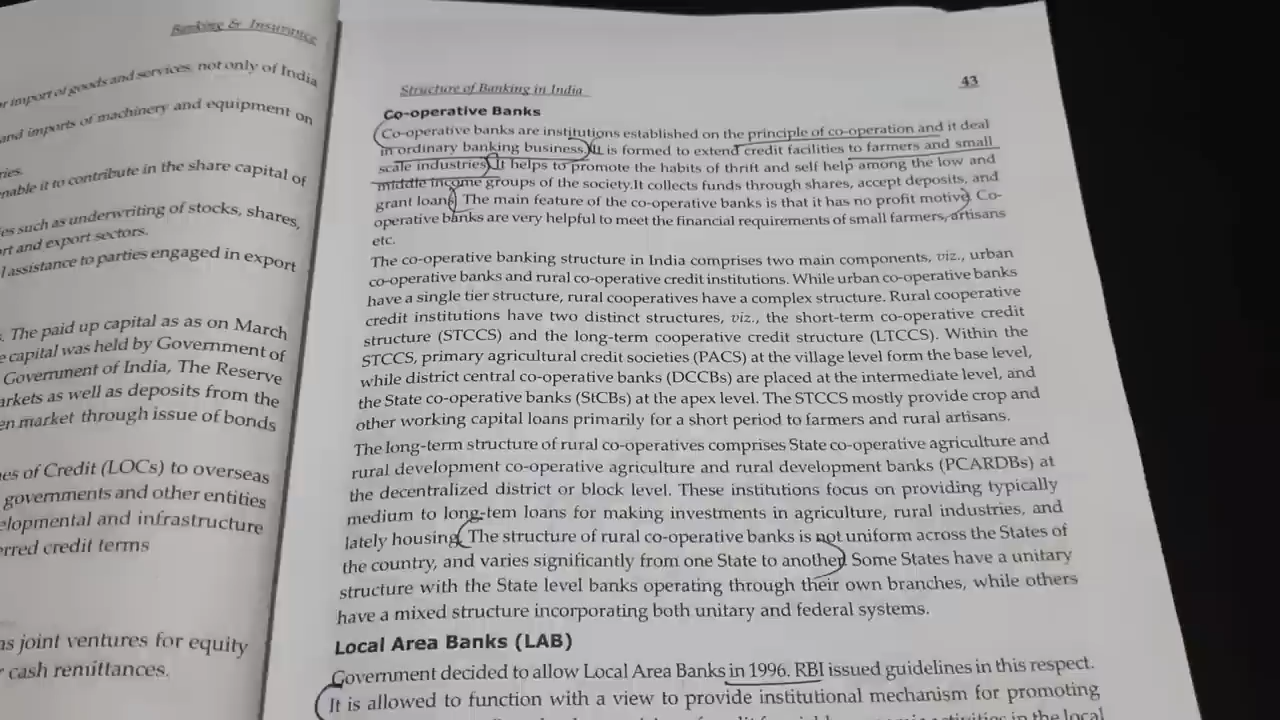 Banking & Insurance
or import of goods and services, not only of India
and imports of machinery and equipment on
ries.
nable it to contribute in the share capital of
es such as underwriting of stocks, shares,
rt and export sectors.
l assistance to parties engaged in export
. The paid up capital as as on March
e capital was held by Government of
Government of India, The Reserve
arkets as well as deposits from the
en market through issue of bonds
nes of Credit (LOCs) to overseas
governments and other entities
elopmental and infrastructure
erred credit terms
as joint ventures for equity
r cash remittances.
Structure of Banking in India
43
Co-operative Banks
Co-operative banks are institutions established on the principle of co-operation and it deal
in ordinary banking business. It is formed to extend credit facilities to farmers and small
scale industries. It helps to promote the habits of thrift and self help among the low and
middle income groups of the society.It collects funds through shares, accept deposits, and
grant loan. The main feature of the co-operative banks is that it has no profit motive. Co-
operative banks are very helpful to meet the financial requirements of small farmers, artisans
etc.
The co-operative banking structure in India comprises two main components, viz., urban
co-operative banks and rural co-operative credit institutions. While urban co-operative banks
have a single tier structure, rural cooperatives have a complex structure. Rural cooperative
credit institutions have two distinct structures, viz., the short-term co-operative credit
structure (STCCS) and the long-term cooperative credit structure (LTCCS). Within the
STCCS, primary agricultural credit societies (PACS) at the village level form the base level,
while district central co-operative banks (DCCBs) are placed at the intermediate level, and
the State co-operative banks (StCBs) at the apex level. The STCCS mostly provide crop and
other working capital loans primarily for a short period to farmers and rural artisans.
The long-term structure of rural co-operatives comprises State co-operative agriculture and
rural development co-operative agriculture and rural development banks (PCARDBs) at
the decentralized district or block level. These institutions focus on providing typically
medium to long-tem loans for making investments in agriculture, rural industries, and
lately housing. The structure of rural co-operative banks is not uniform across the States of
the country, and varies significantly from one State to another. Some States have a unitary
structure with the State level banks operating through their own branches, while others
have a mixed structure incorporating both unitary and federal systems.
Local Area Banks (LAB)
Government decided to allow Local Area Banks in 1996. RBI issued guidelines in this respect.
It is allowed to function with a view to provide institutional mechanism for promoting
in the local